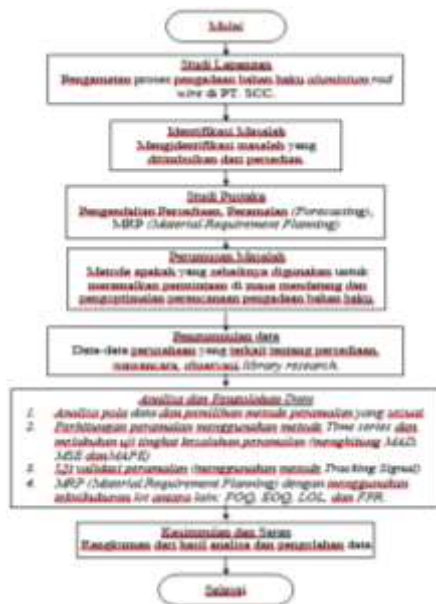 Mulai
Studi Lapangan
Pengamatan proses pengadaan bahan baku aluminium rod
wire di PT. SCC.
Identifikasi Masalah
Mengidentifikasi masalah yang
ditimbulkan dari persedian.
Studi Pustaka
Pengendalian Persediaan, Peramalan (Forecasting),
MRP (Material Requirement Planning)
Perumusan Masalah
Metode apakah yang sebaiknya digunakan untuk
meramalkan permintaan di masa mendatang dan
pengoptimalan perencanaan pengadaan bahan baku.
Pengumpulan data
Data-data perusahaan yang terkait tentang persediaan,
wawancara, observasi, library research.
Analisa dan Pengolahan Data
1. Analisa pola data dan pemilihan metode peramalan yang sesuai
2. Perhitungan peramalan menggunakan metode Time series dan
melakukan uji tingkat kesalahan peramalan (menghitung MAD,
MSE dan MAPE)
3. Uji validasi peramalan (menggunakan metode Tracking Signal)
4. MRP (Material Requirement Planning) dengan menggunakan
lot antara lain: POQ, EOQ, LOL, dan FPR.
Kesimpulan dan Saran
Rangkuman dari hasil analisa dan pengolahan data.
Selesai